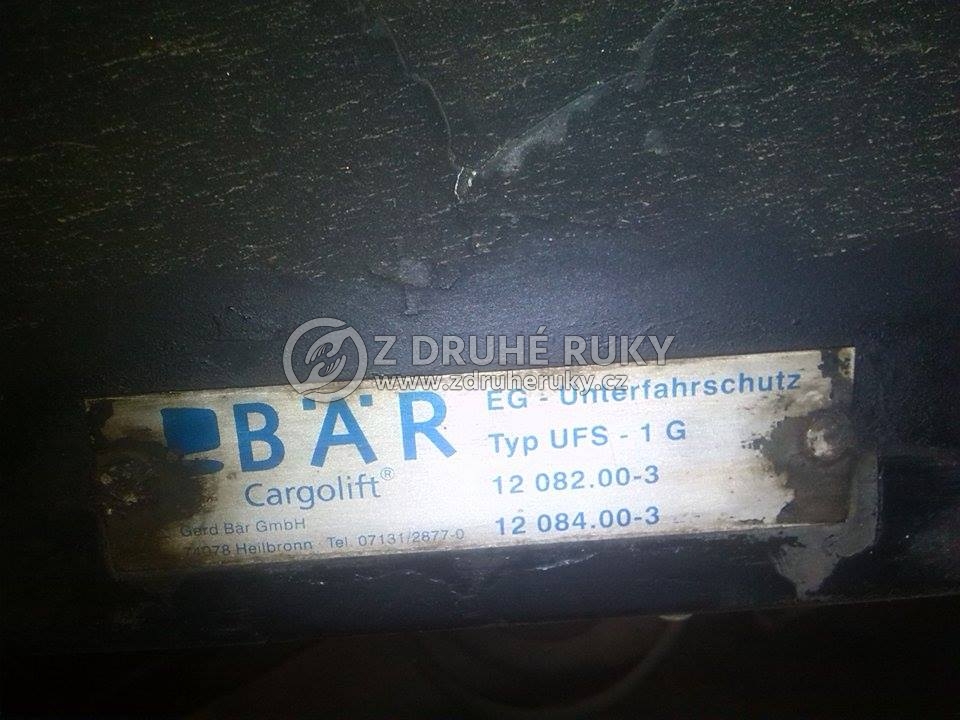 Z DRUHÉ RUKY
www.zdruheruky.cz
BÄR
Cargolift®
Gerd Bär GmbH
74078 Heilbronn Tel. 07131/2877-0
EG - Unterfahrschutz
Typ UFS - 1 G
12 082.00-3
12 084.00-3